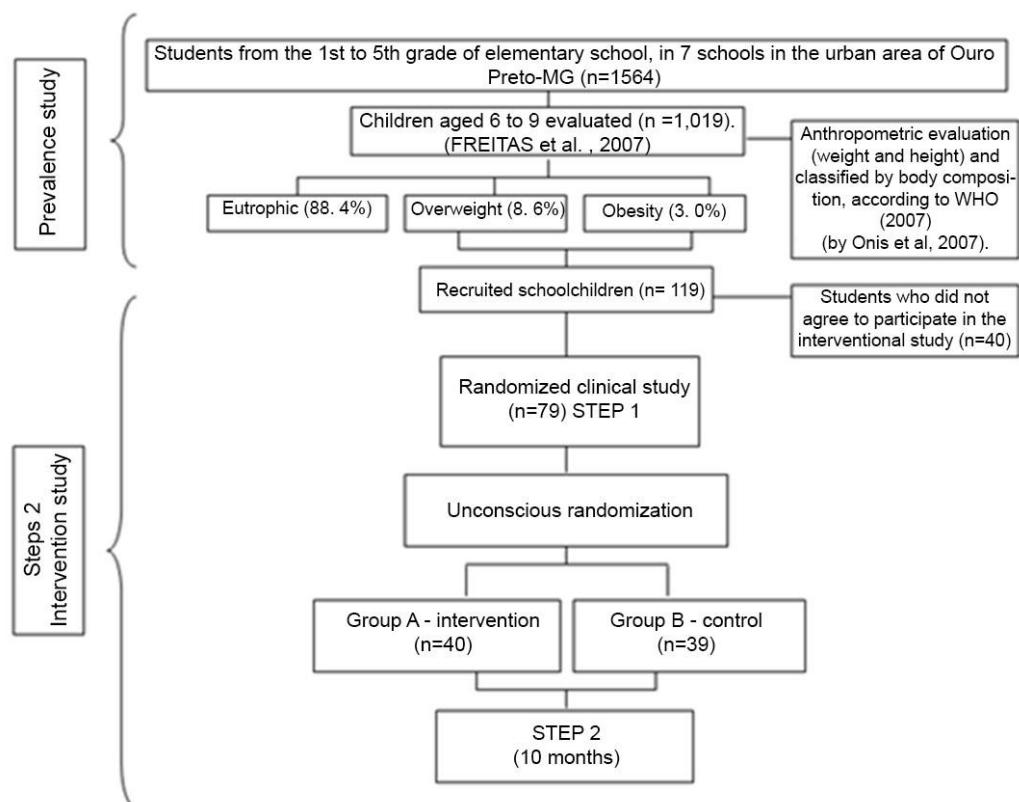 Prevalence study
Students from the 1st to 5th grade of elementary school, in 7 schools in the urban area of Ouro
Preto-MG (n=1564)
Children aged 6 to 9 evaluated (n =1,019).
(FREITAS et al. , 2007)
Anthropometric evaluation
(weight and height) and
classified by body composi-
tion, according to WHO
(2007)
(by Onis et al, 2007).
Eutrophic (88. 4%)
Overweight (8. 6%)
Obesity (3. 0%)
Recruited schoolchildren (n= 119)
Students who did not
agree to participate in the
interventional study (n=40)
Steps 2
Intervention study
Randomized clinical study
(n=79) STEP 1
Unconscious randomization
Group A - intervention
(n=40)
Group B - control
(n=39)
STEP 2
(10 months)